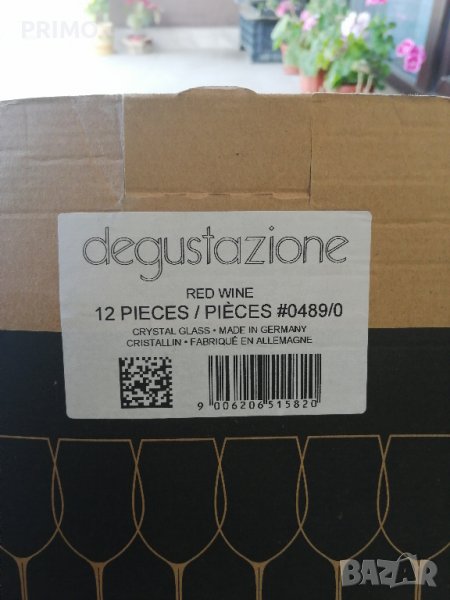 PRIMO
degustazione
RED WINE
12 PIECES / PIÈCES #0489/0
CRYSTAL GLASS • MADE IN GERMANY
CRISTALLIN • FABRIQUÉ EN ALLEMAGNE
9 006206 515820
BAZAR